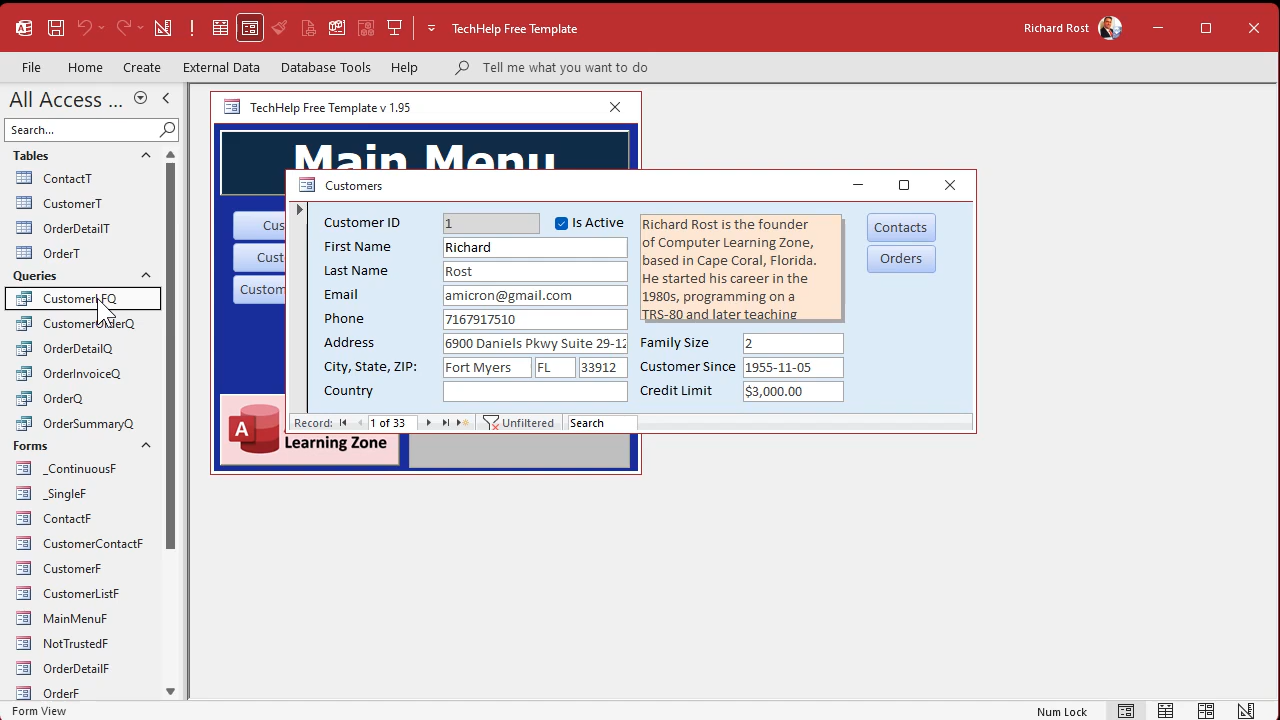 TechHelp Free Template
Richard Rost
File
Home
Create
External Data
Database Tools
Help
Tell me what you want to do
All Access ...
Search...
Tables
ContactT
CustomerT
OrderDetailT
OrderT
Queries
CustomerLFQ
OrderDetailQ
OrderInvoiceQ
OrderQ
OrderSummaryQ
Forms
_ContinuousF
_SingleF
ContactF
CustomerContactF
CustomerF
CustomerListF
MainMenuF
NotTrustedF
OrderDetailF
OrderF
TechHelp Free Template v 1.95
Main Menu
Learning Zone
Customers
Customer ID 1
Is Active
First Name Richard
Last Name Rost
Email amicron@gmail.com
Phone 7167917510
Address 6900 Daniels Pkwy Suite 29-12
City, State, ZIP: Fort Myers FL 33912
Country
Richard Rost is the founder
of Computer Learning Zone,
based in Cape Coral, Florida.
He started his career in the
1980s, programming on a
TRS-80 and later teaching
Family Size 2
Customer Since 1955-11-05
Credit Limit $3,000.00
Contacts
Orders
Record: 1 of 33 Unfiltered Search
Form View
Num Lock